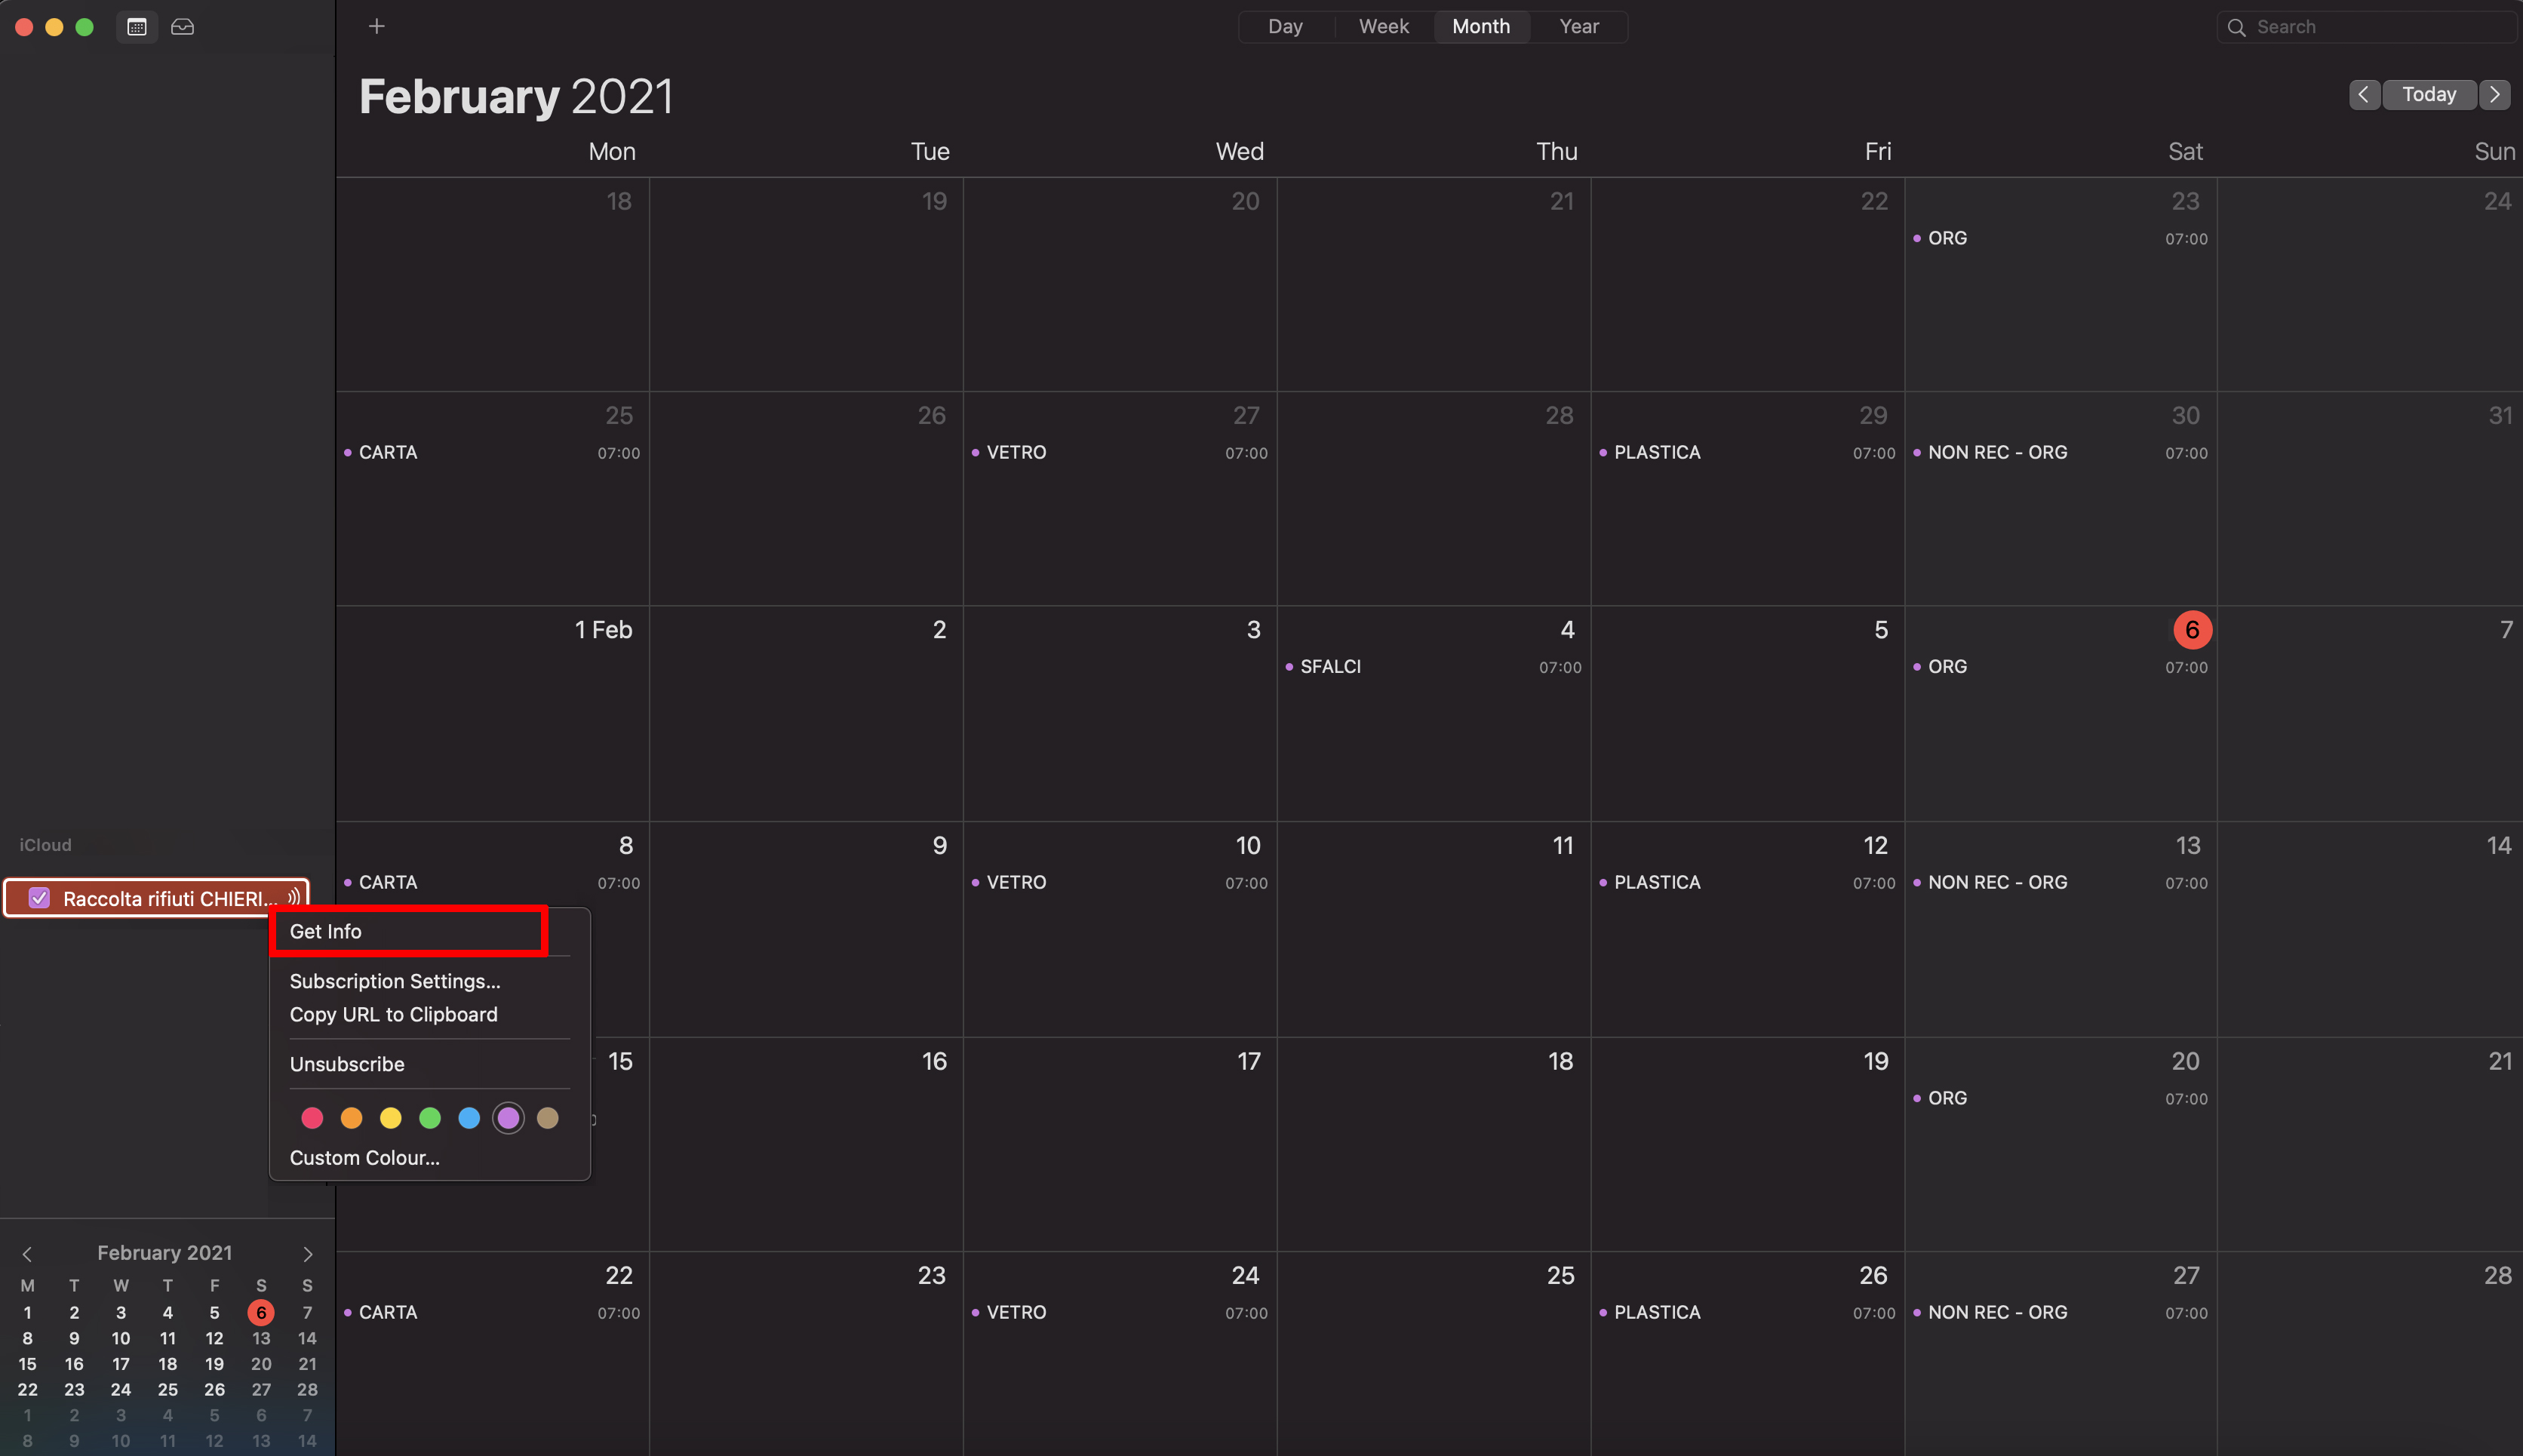 Day Week Month Year
Search
February 2021
Today
Mon Tue Wed Thu Fri Sat Sun
18 19 20 21 22 23 24
ORG 07:00
25 26 27 28 29 30 31
CARTA 07:00 VETRO 07:00 PLASTICA 07:00 NON REC - ORG 07:00
1 Feb 2 3 4 5 6 7
SFALCI 07:00 ORG 07:00
iCloud
8 9 10 11 12 13 14
Raccolta rifiuti CHIERI...
CARTA 07:00 VETRO 07:00 PLASTICA 07:00 NON REC - ORG 07:00
Get Info
Subscription Settings...
Copy URL to Clipboard
Unsubscribe
Custom Colour...
15 16 17 18 19 20 21
ORG 07:00
22 23 24 25 26 27 28
CARTA 07:00 VETRO 07:00 PLASTICA 07:00 NON REC - ORG 07:00
February 2021
M T W T F S S
1 2 3 4 5 6 7
8 9 10 11 12 13 14
15 16 17 18 19 20 21
22 23 24 25 26 27 28
1 2 3 4 5 6 7
8 9 10 11 12 13 14